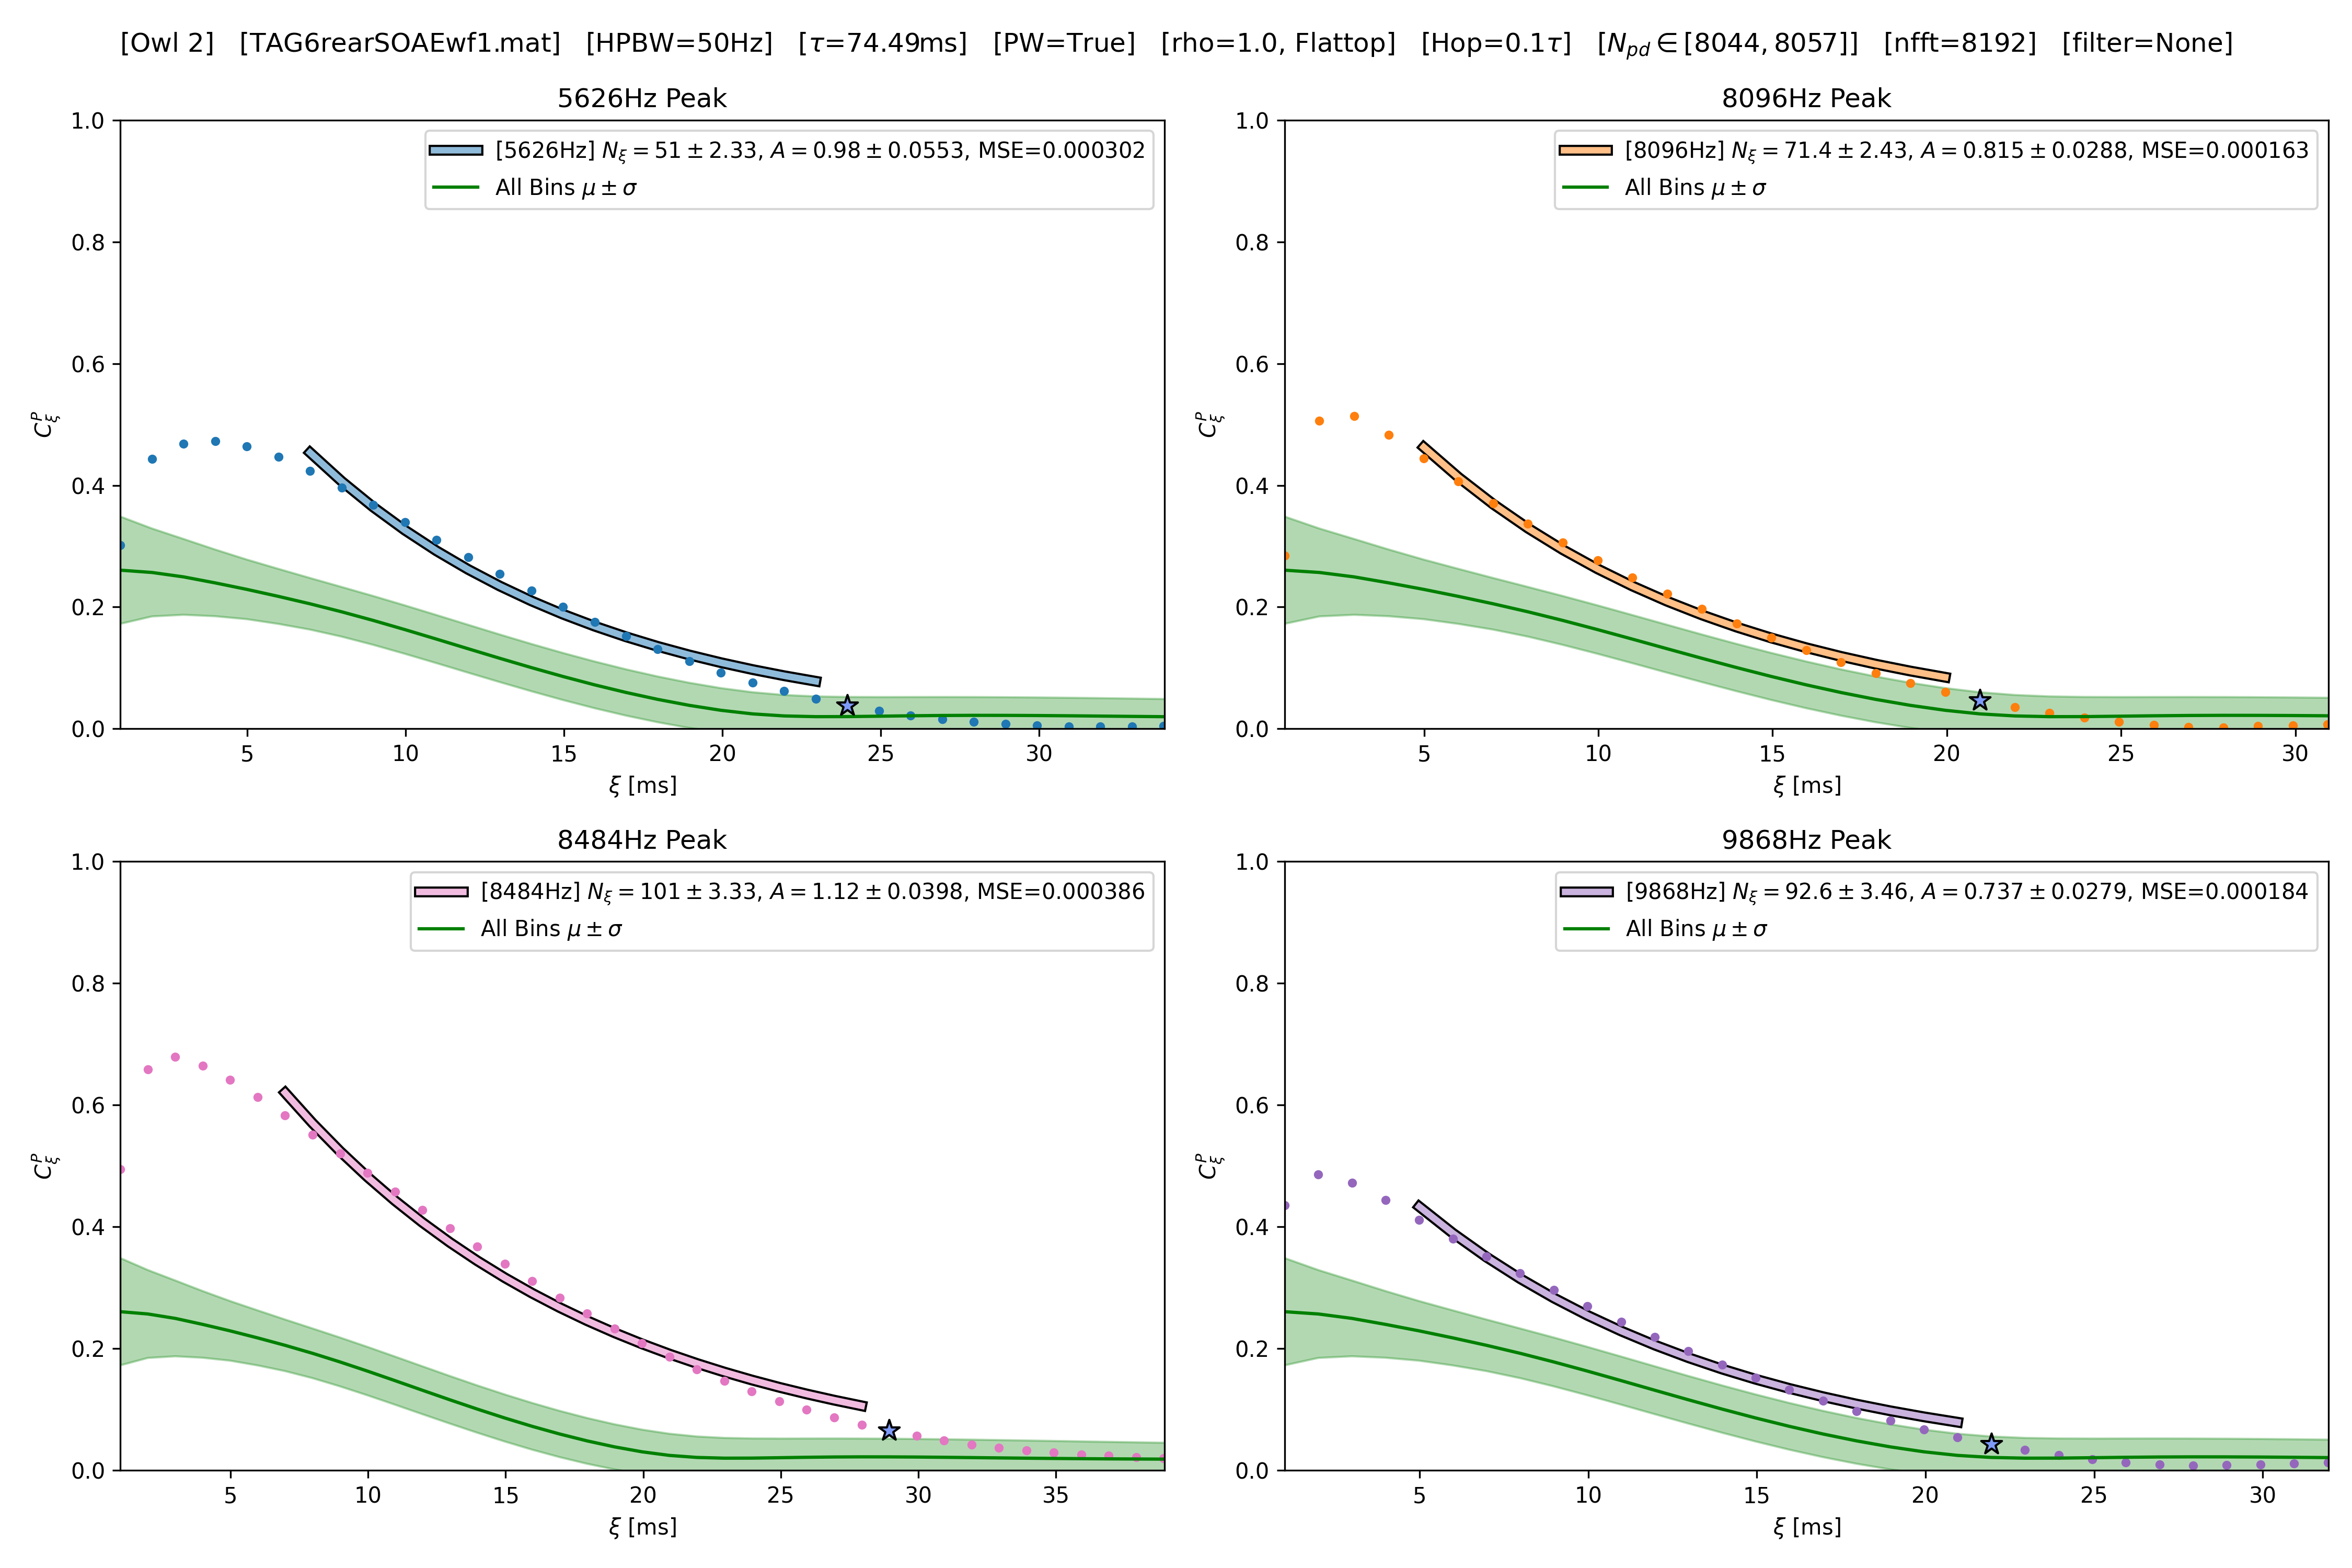 [Owl 2] [TAG6rearSOAEwf1.mat] [HPBW=50Hz] [τ=74.49ms] [PW=True] [rho=1.0, Flattop] [Hop=0.1τ] [N_pd ∈ [8044, 8057]] [nfft=8192] [filter=None]
5626Hz Peak
[5626Hz] N_ξ = 51 ± 2.33, A = 0.98 ± 0.0553, MSE=0.000302
All Bins μ ± σ
1.0
0.8
0.6
0.4
0.2
0.0
C_ξ^P
5 10 15 20 25 30
ξ [ms]
8096Hz Peak
[8096Hz] N_ξ = 71.4 ± 2.43, A = 0.815 ± 0.0288, MSE=0.000163
All Bins μ ± σ
1.0
0.8
0.6
0.4
0.2
0.0
C_ξ^P
5 10 15 20 25 30
ξ [ms]
8484Hz Peak
[8484Hz] N_ξ = 101 ± 3.33, A = 1.12 ± 0.0398, MSE=0.000386
All Bins μ ± σ
1.0
0.8
0.6
0.4
0.2
0.0
C_ξ^P
5 10 15 20 25 30 35
ξ [ms]
9868Hz Peak
[9868Hz] N_ξ = 92.6 ± 3.46, A = 0.737 ± 0.0279, MSE=0.000184
All Bins μ ± σ
1.0
0.8
0.6
0.4
0.2
0.0
C_ξ^P
5 10 15 20 25 30
ξ [ms]